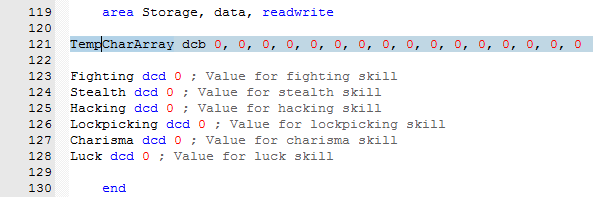 119 area Storage, data, readwrite
120
121 TempCharArray dcb 0, 0, 0, 0, 0, 0, 0, 0, 0, 0, 0, 0, 0, 0, 0, 0
122
123 Fighting dcd 0 ; Value for fighting skill
124 Stealth dcd 0 ; Value for stealth skill
125 Hacking dcd 0 ; Value for hacking skill
126 Lockpicking dcd 0 ; Value for lockpicking skill
127 Charisma dcd 0 ; Value for charisma skill
128 Luck dcd 0 ; Value for luck skill
129
130 end